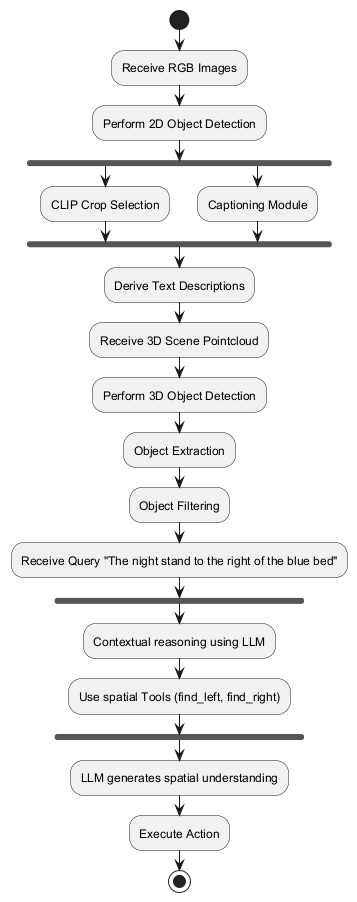 Receive RGB Images
Perform 2D Object Detection
CLIP Crop Selection
Captioning Module
Derive Text Descriptions
Receive 3D Scene Pointcloud
Perform 3D Object Detection
Object Extraction
Object Filtering
Receive Query "The night stand to the right of the blue bed"
Contextual reasoning using LLM
Use spatial Tools (find_left, find_right)
LLM generates spatial understanding
Execute Action